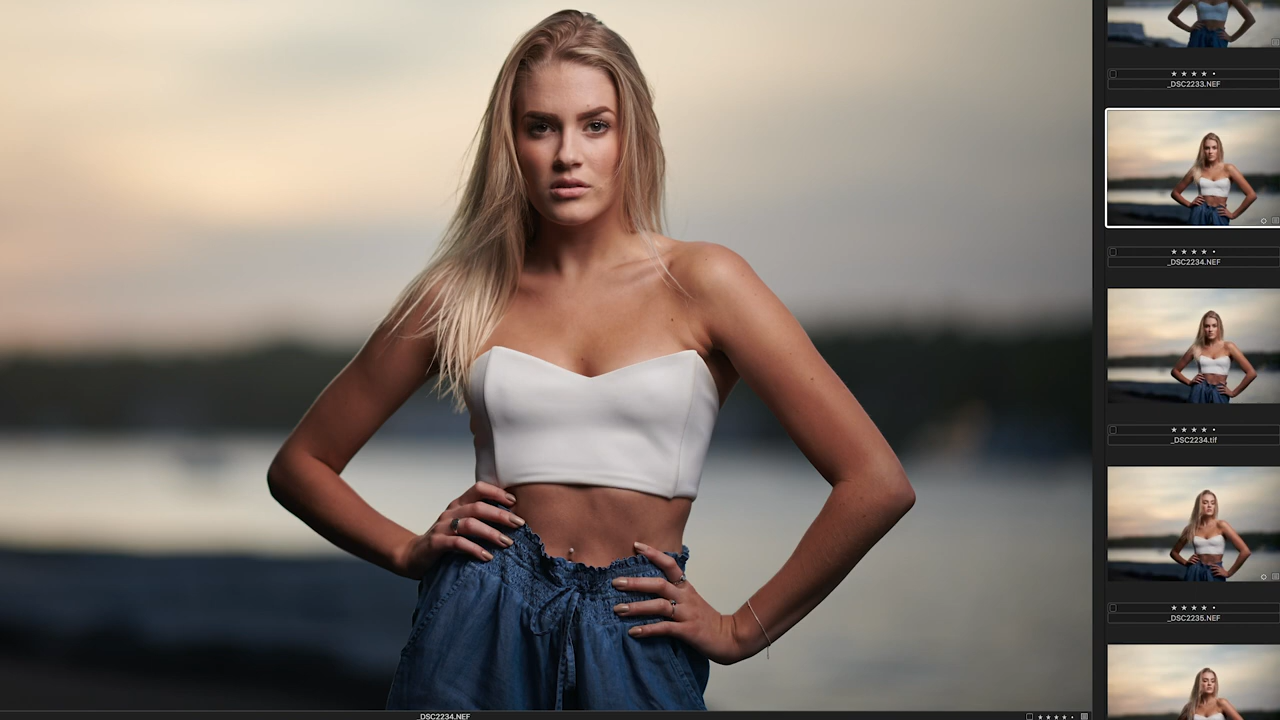 ★ ★ ★ ★ •
_DSC2233.NEF
★ ★ ★ ★ •
_DSC2234.NEF
★ ★ ★ ★ •
_DSC2234.tif
★ ★ ★ ★ •
_DSC2235.NEF
_DSC2234.NEF
★ ★ ★ ★ •